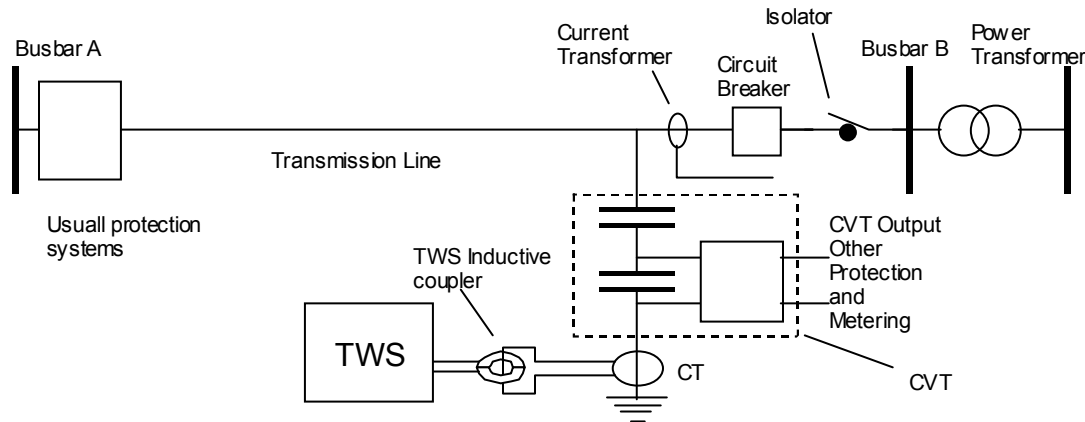 Busbar A
Current
Transformer
Isolator
Circuit
Breaker
Busbar B
Power
Transformer
Transmission Line
Usuall protection
systems
TWS Inductive
coupler
CVT Output
Other
Protection
and
Metering
TWS
CT
CVT